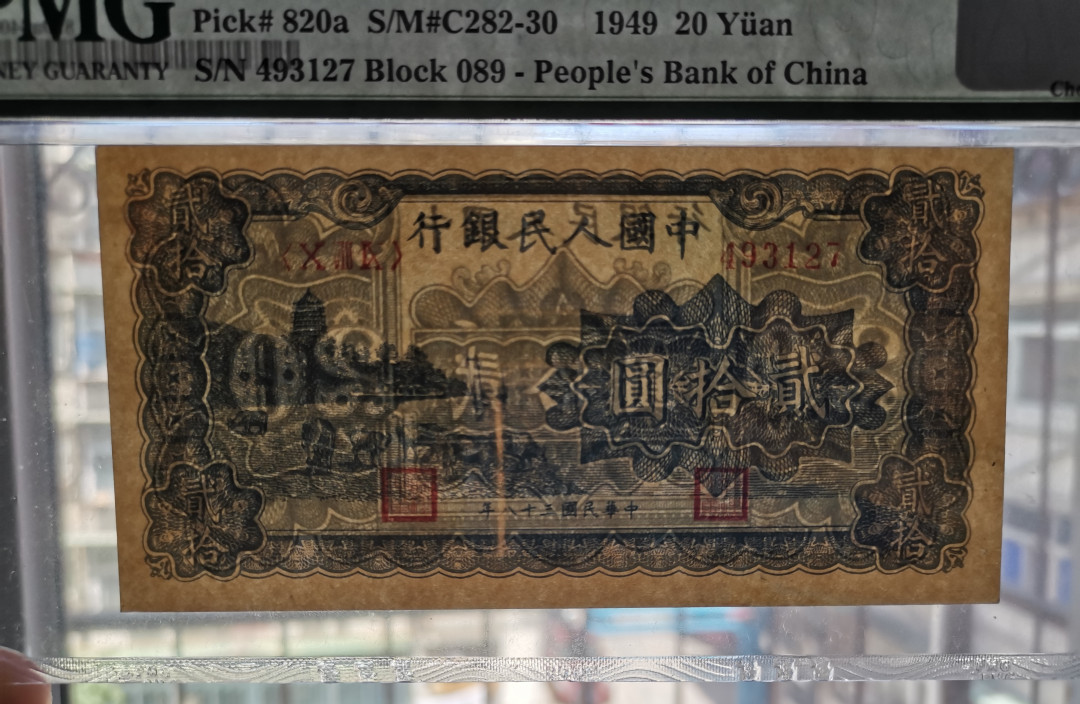 PMG Pick# 820a S/M#C282-30 1949 20 Yüan
NEY GUARANTY S/N 493127 Block 089 - People's Bank of China
行銀民人國中
貳拾
貳拾
493127
圓拾貳
年八十三國民華中
貳拾
貳拾